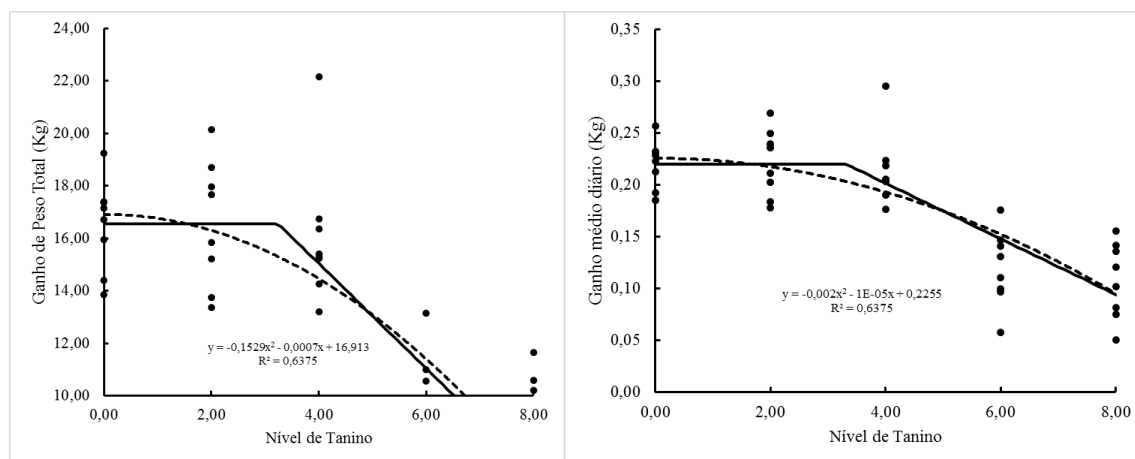 24,00
22,00
20,00
18,00
16,00
14,00
12,00
10,00
Ganho de Peso Total (Kg)
y = -0,1529x² - 0,0007x + 16,913
R² = 0,6375
0,00 2,00 4,00 6,00 8,00
Nível de Tanino
0,35
0,30
0,25
0,20
0,15
0,10
0,05
0,00
Ganho médio diário (Kg)
y = -0,002x² - 1E-05x + 0,2255
R² = 0,6375
0,00 2,00 4,00 6,00 8,00
Nível de Tanino